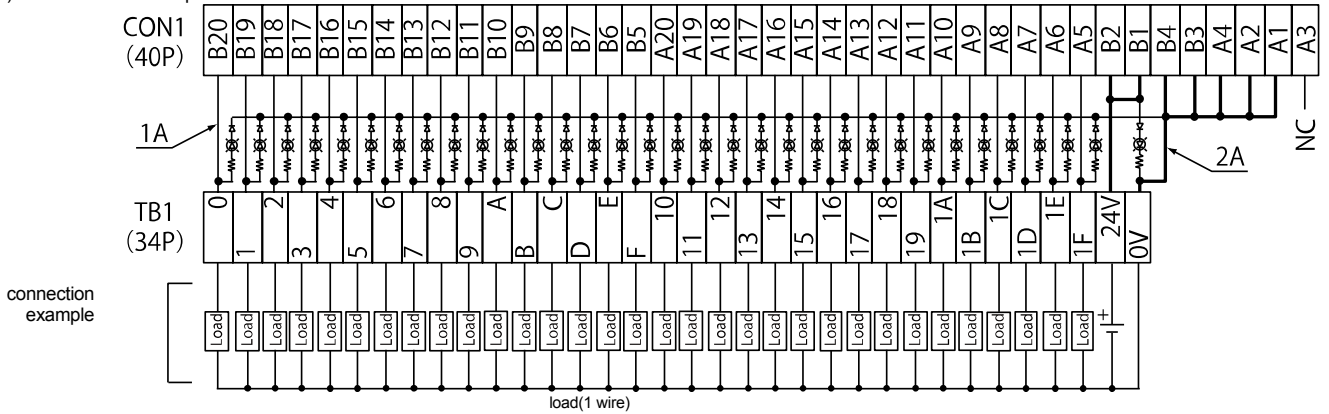 CON1
(40P)
B20 B19 B18 B17 B16 B15 B14 B13 B12 B11 B10 B9 B8 B7 B6 B5 A20 A19 A18 A17 A16 A15 A14 A13 A12 A11 A10 A9 A8 A7 A6 A5 B2 B1 B4 B3 A4 A2 A1 A3
1A
NC
2A
TB1
(34P)
0 1 2 3 4 5 6 7 8 9 A B C D E F 10 11 12 13 14 15 16 17 18 19 1A 1B 1C 1D 1E 1F 24V 0V
connection
example
Load Load Load Load Load Load Load Load Load Load Load Load Load Load Load Load Load Load Load Load Load Load Load Load Load Load Load Load Load Load Load Load +
load(1 wire)